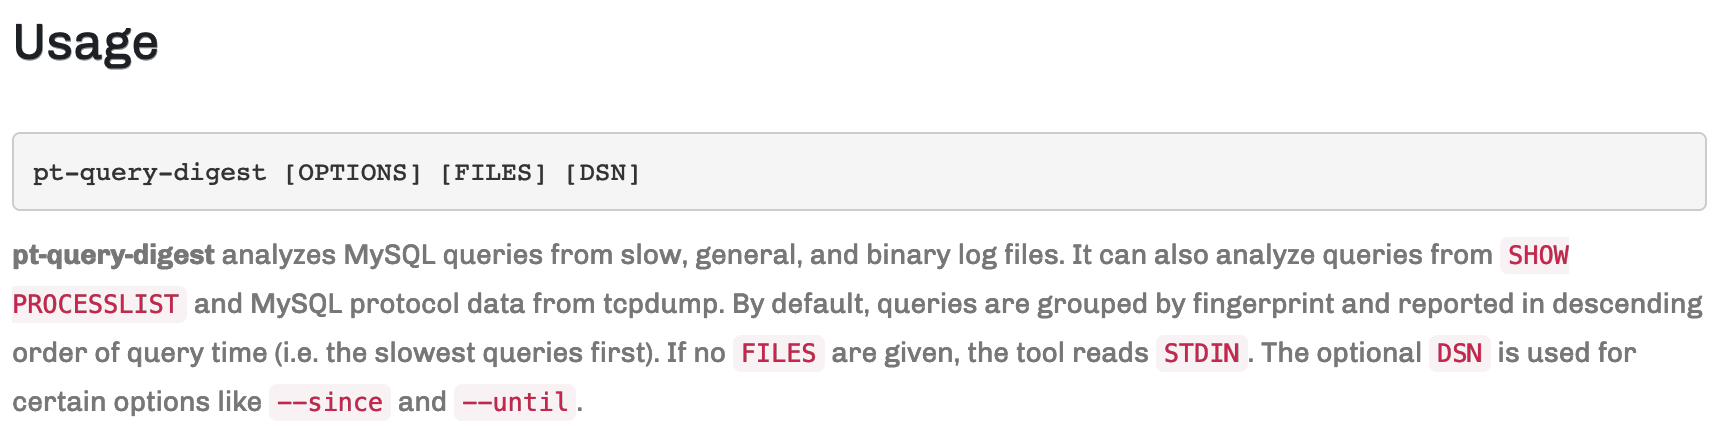 Usage
pt-query-digest [OPTIONS] [FILES] [DSN]
pt-query-digest analyzes MySQL queries from slow, general, and binary log files. It can also analyze queries from SHOW
PROCESSLIST and MySQL protocol data from tcpdump. By default, queries are grouped by fingerprint and reported in descending
order of query time (i.e. the slowest queries first). If no FILES are given, the tool reads STDIN. The optional DSN is used for
certain options like --since and --until.